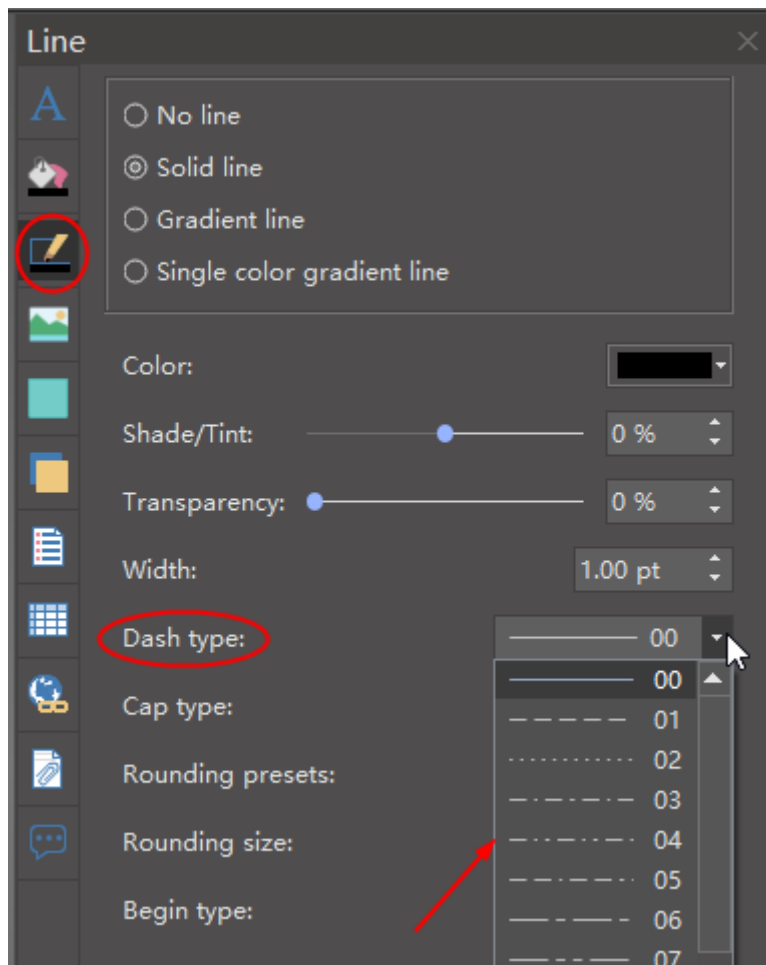 Line
A
No line
Solid line
Gradient line
Single color gradient line
Color:
Shade/Tint: 0 %
Transparency: 0 %
Width: 1.00 pt
Dash type: 00
00
Cap type:
01
02
Rounding presets:
03
Rounding size:
04
05
Begin type:
06
07